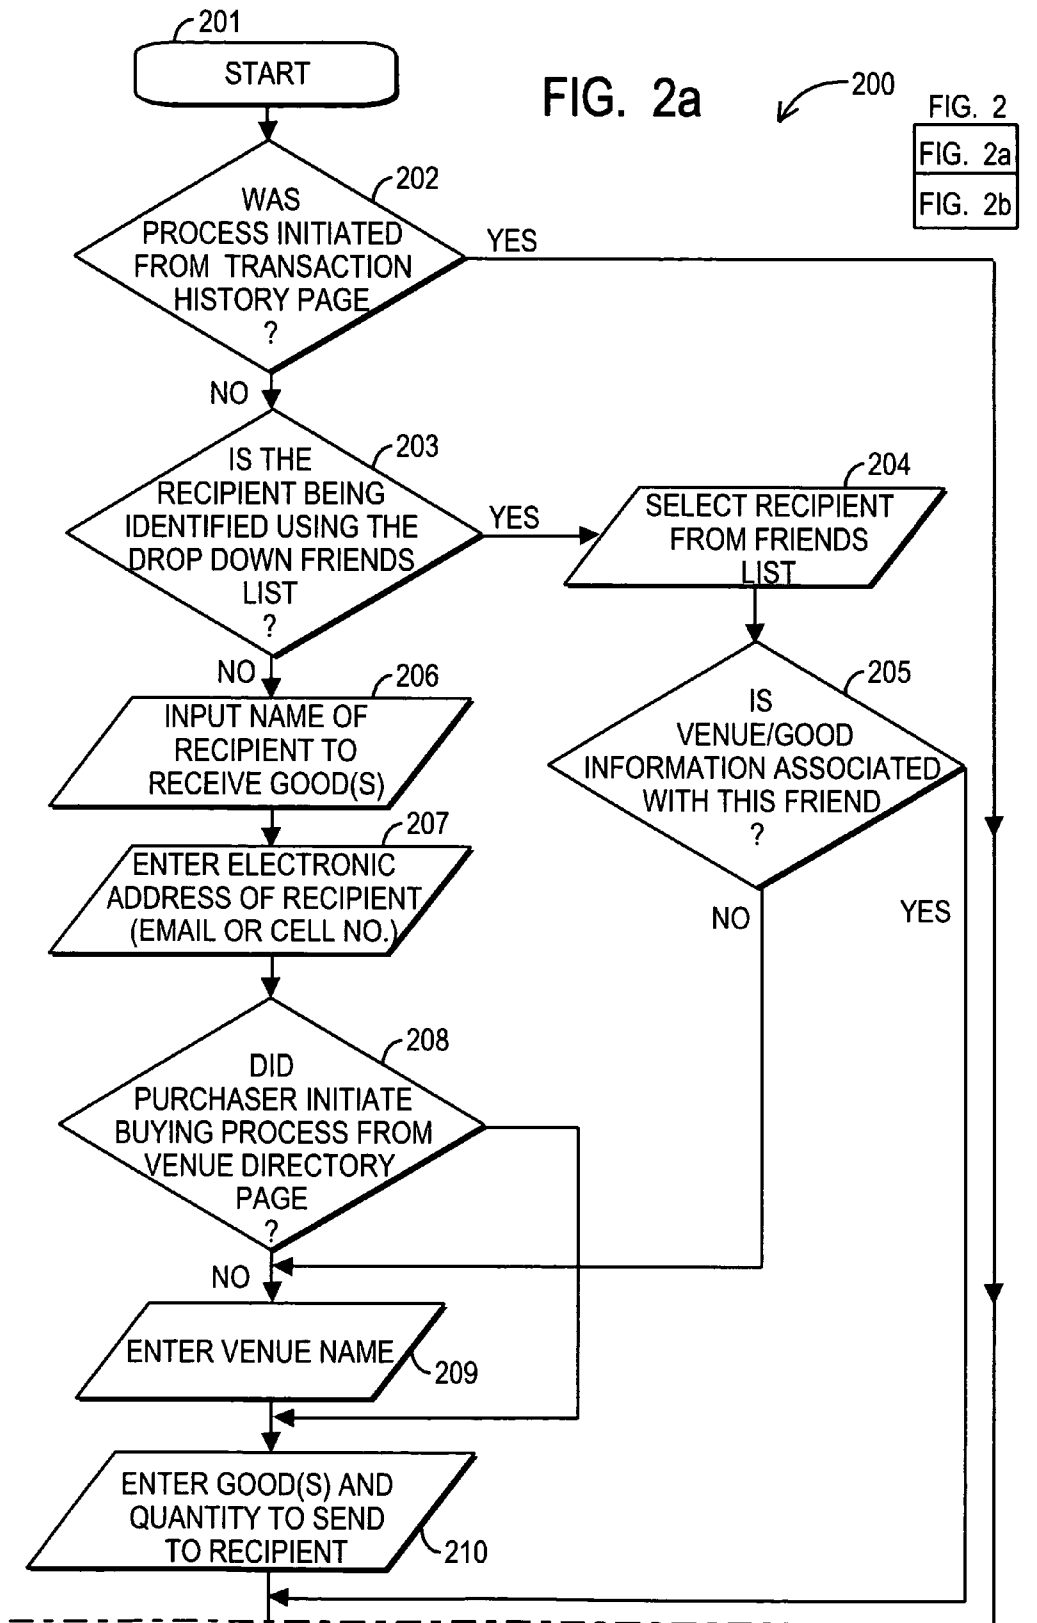 201
START
FIG. 2a
200
FIG. 2
FIG. 2a
FIG. 2b
202
WAS
PROCESS INITIATED
FROM TRANSACTION
HISTORY PAGE
?
YES
NO
203
IS THE
RECIPIENT BEING
IDENTIFIED USING THE
DROP DOWN FRIENDS
LIST
?
YES
204
SELECT RECIPIENT
FROM FRIENDS
LIST
NO
205
IS
VENUE/GOOD
INFORMATION ASSOCIATED
WITH THIS FRIEND
?
NO
YES
206
INPUT NAME OF
RECIPIENT TO
RECEIVE GOOD(S)
207
ENTER ELECTRONIC
ADDRESS OF RECIPIENT
(EMAIL OR CELL NO.)
208
DID
PURCHASER INITIATE
BUYING PROCESS FROM
VENUE DIRECTORY
PAGE
?
NO
ENTER VENUE NAME
209
ENTER GOOD(S) AND
QUANTITY TO SEND
TO RECIPIENT
210